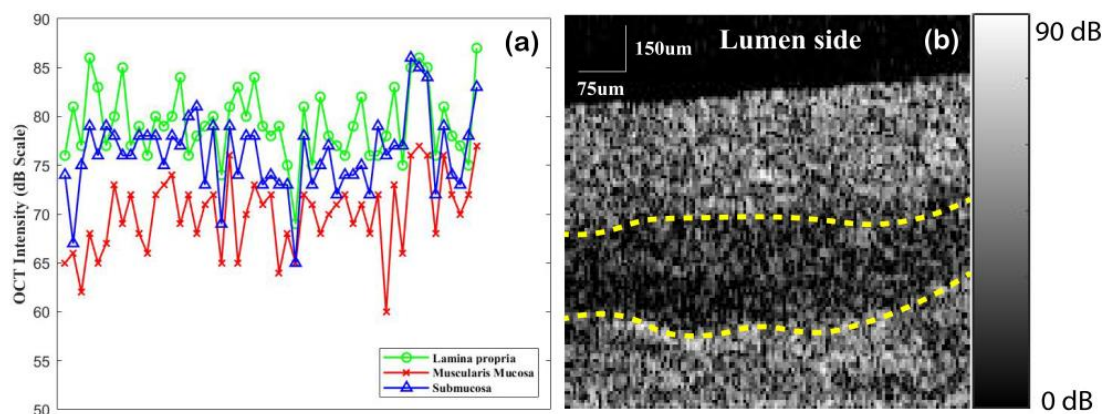 90
85
80
75
70
65
60
55
50
OCT Intensity (dB Scale)
(a)
Lamina propria
Muscularis Mucosa
Submucosa
150um
75um
Lumen side
(b)
90 dB
0 dB